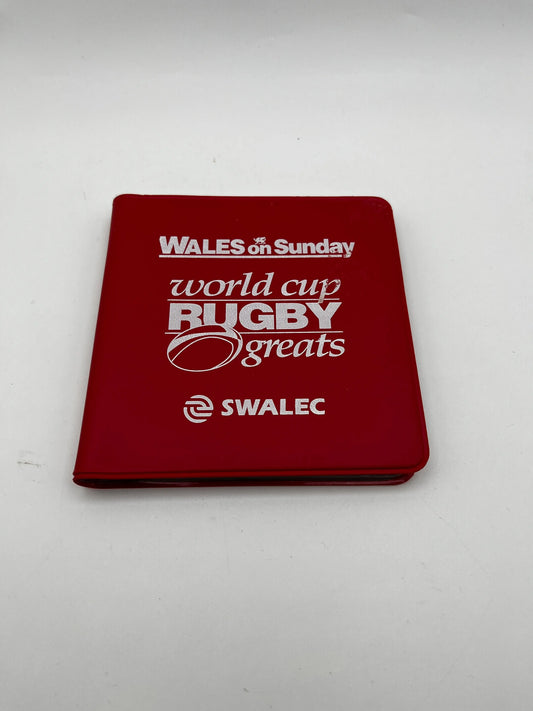 WALES on Sunday
world cup
RUGBY
greats
SWALEC